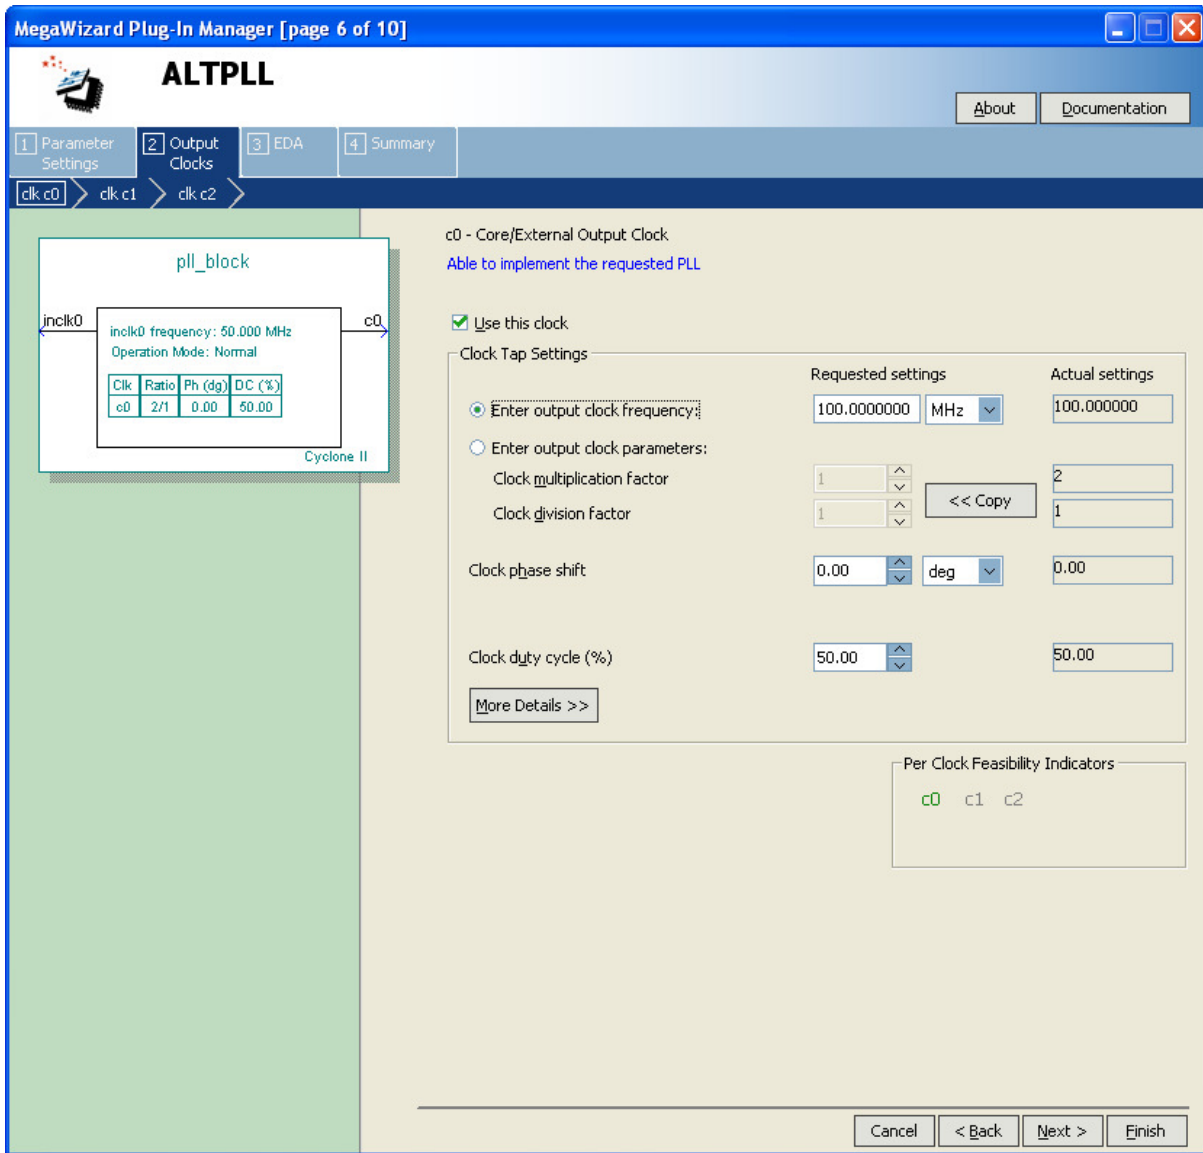 MegaWizard Plug-In Manager [page 6 of 10]
ALTPLL
About
Documentation
1 Parameter Settings
2 Output Clocks
3 EDA
4 Summary
clk c0
clk c1
clk c2
pll_block
inclk0
c0
inclk0 frequency: 50.000 MHz
Operation Mode: Normal
Clk Ratio Ph (dg) DC (%)
c0 2/1 0.00 50.00
Cyclone II
c0 - Core/External Output Clock
Able to implement the requested PLL
Use this clock
Clock Tap Settings
Requested settings Actual settings
Enter output clock frequency: 100.0000000 MHz 100.000000
Enter output clock parameters:
Clock multiplication factor 1 2
<< Copy
Clock division factor 1 1
Clock phase shift 0.00 deg 0.00
Clock duty cycle (%) 50.00 50.00
More Details >>
Per Clock Feasibility Indicators
c0 c1 c2
Cancel
< Back
Next >
Finish